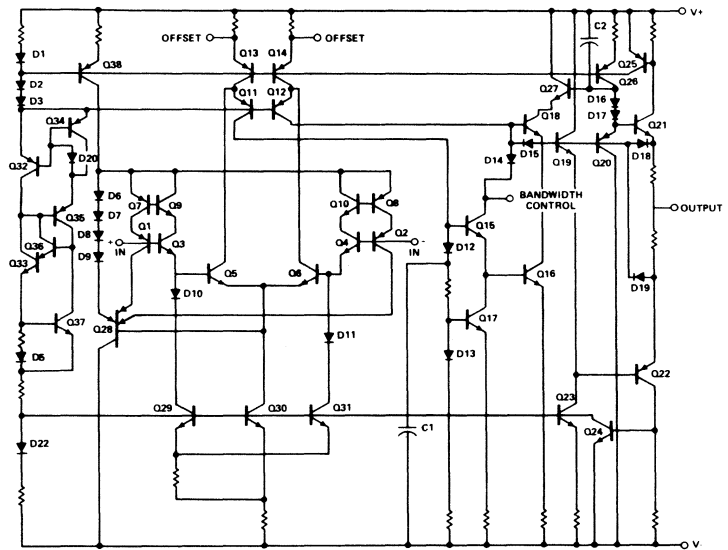 V+
C2
OFFSET
OFFSET
Q13
Q14
D1
Q38
Q25
D2
Q26
D3
Q27
Q11
Q12
D16
Q34
Q18
D17
Q21
D20
D15
Q19
Q20
D18
Q32
D14
D6
Q7
Q9
Q10
Q8
BANDWIDTH
CONTROL
OUTPUT
Q35
D7
Q1
Q2
Q15
Q36
D8
+
IN
Q3
Q4
-
IN
D12
Q33
D9
Q5
Q6
Q16
D19
D10
Q37
Q28
Q17
D11
D5
D13
Q22
Q29
Q30
Q31
Q23
Q24
C1
D22
V-